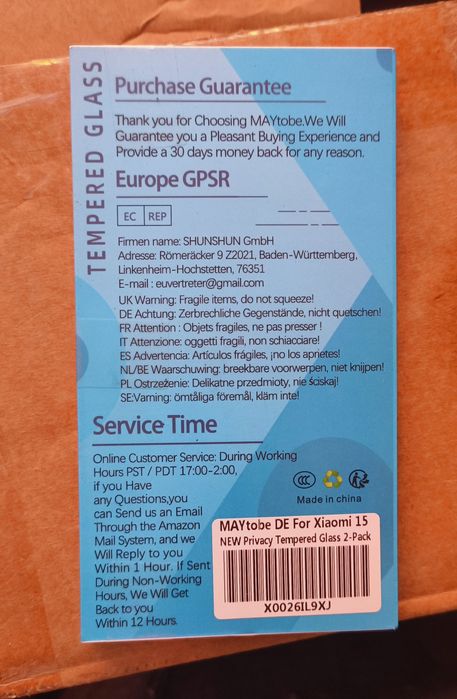 TEMPERED GLASS
Purchase Guarantee
Thank you for Choosing MAYtobe.We Will
Guarantee you a Pleasant Buying Experience and
Provide a 30 days money back for any reason.
Europe GPSR
EC REP
Firmen name: SHUNSHUN GmbH
Adresse: Römeräcker 9 Z2021, Baden-Württemberg,
Linkenheim-Hochstetten, 76351
E-mail : euvertreter@gmail.com
UK Warning: Fragile items, do not squeeze!
DE Achtung: Zerbrechliche Gegenstände, nicht quetschen!
FR Attention : Objets fragiles, ne pas presser !
IT Attenzione: oggetti fragili, non schiacciare!
ES Advertencia: Artículos frágiles, ¡no los aprietes!
NL/BE Waarschuwing: breekbare voorwerpen, niet knijpen!
PL Ostrzeżenie: Delikatne przedmioty, nie ściskaj!
SE:Varning: ömtåliga föremål, kläm inte!
Service Time
Online Customer Service: During Working
Hours PST / PDT 17:00-2:00,
if you Have
any Questions,you
can Send us an Email
Through the Amazon
Mail System, and we
Will Reply to you
Within 1 Hour. If Sent
During Non-Working
Hours, We Will Get
Back to you
Within 12 Hours.
CCC
Made in china
MAYtobe DE For Xiaomi 15
NEW Privacy Tempered Glass 2-Pack
X0026IL9XJ